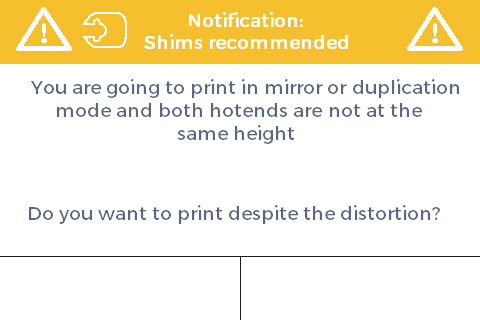 Notification:
Shims recommended
You are going to print in mirror or duplication
mode and both hotends are not at the
same height
Do you want to print despite the distortion?